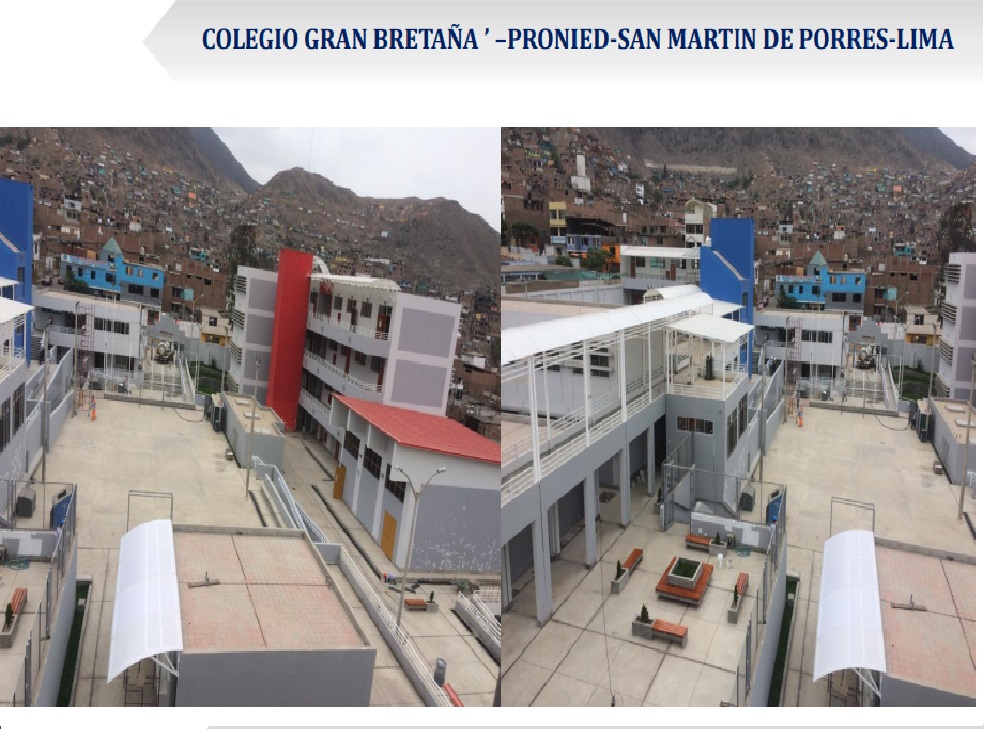 COLEGIO GRAN BRETAÑA ’ –PRONIED-SAN MARTIN DE PORRES-LIMA